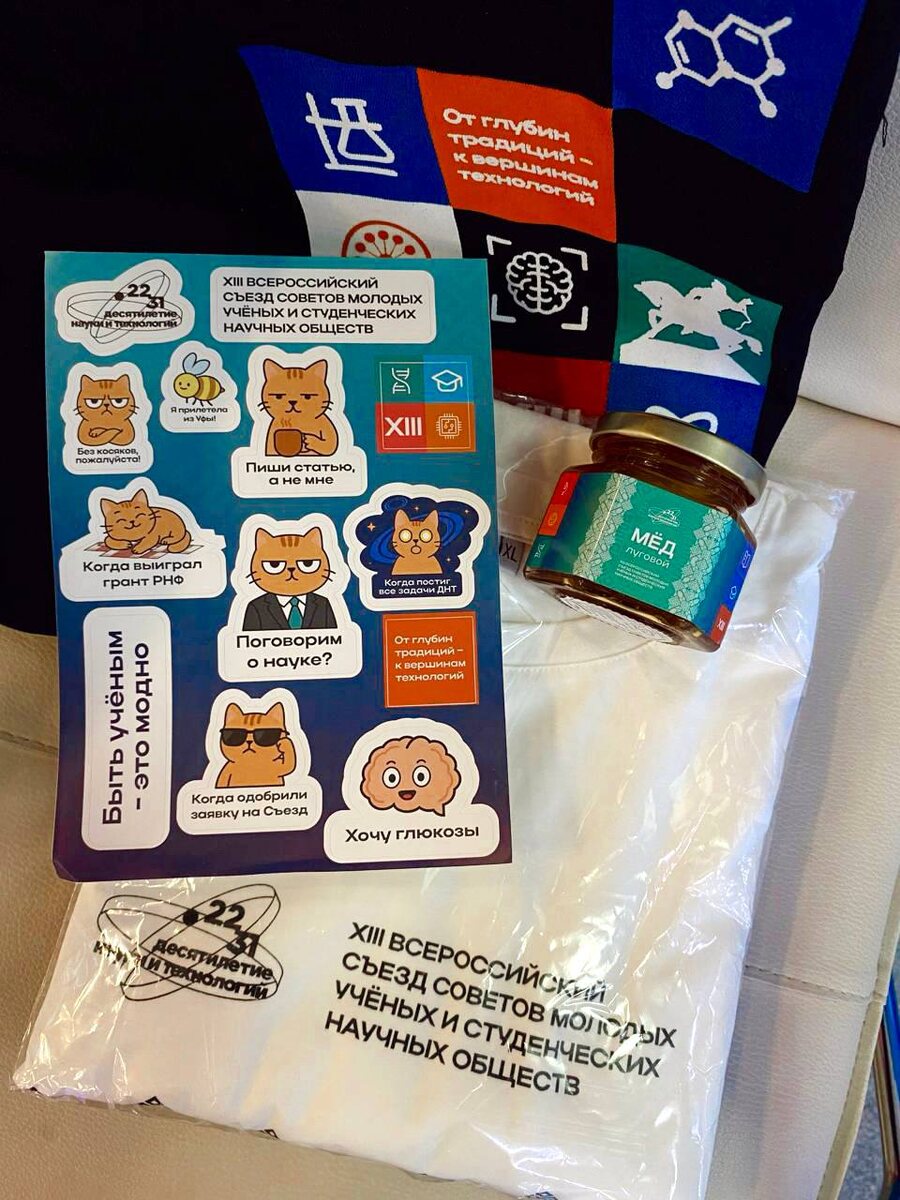 От глубин
традиций –
к вершинам
технологий
22
31
десятилетие
науки и технологий
XIII ВСЕРОССИЙСКИЙ
СЪЕЗД СОВЕТОВ МОЛОДЫХ
УЧЁНЫХ И СТУДЕНЧЕСКИХ
НАУЧНЫХ ОБЩЕСТВ
Без косяков,
пожалуйста!
Я прилетела
из Уфы!
Пиши статью,
а не мне
XIII
Когда выиграл
грант РНФ
Поговорим
о науке?
Когда постиг
все задачи ДНТ
От глубин
традиций –
к вершинам
технологий
Быть учёным
– это модно
Когда одобрили
заявку на Съезд
Хочу глюкозы
XL
22
31
МЁД
луговой
XIII
22
31
десятилетие
науки и технологий
XIII ВСЕРОССИЙСКИЙ
СЪЕЗД СОВЕТОВ МОЛОДЫХ
УЧЁНЫХ И СТУДЕНЧЕСКИХ
НАУЧНЫХ ОБЩЕСТВ